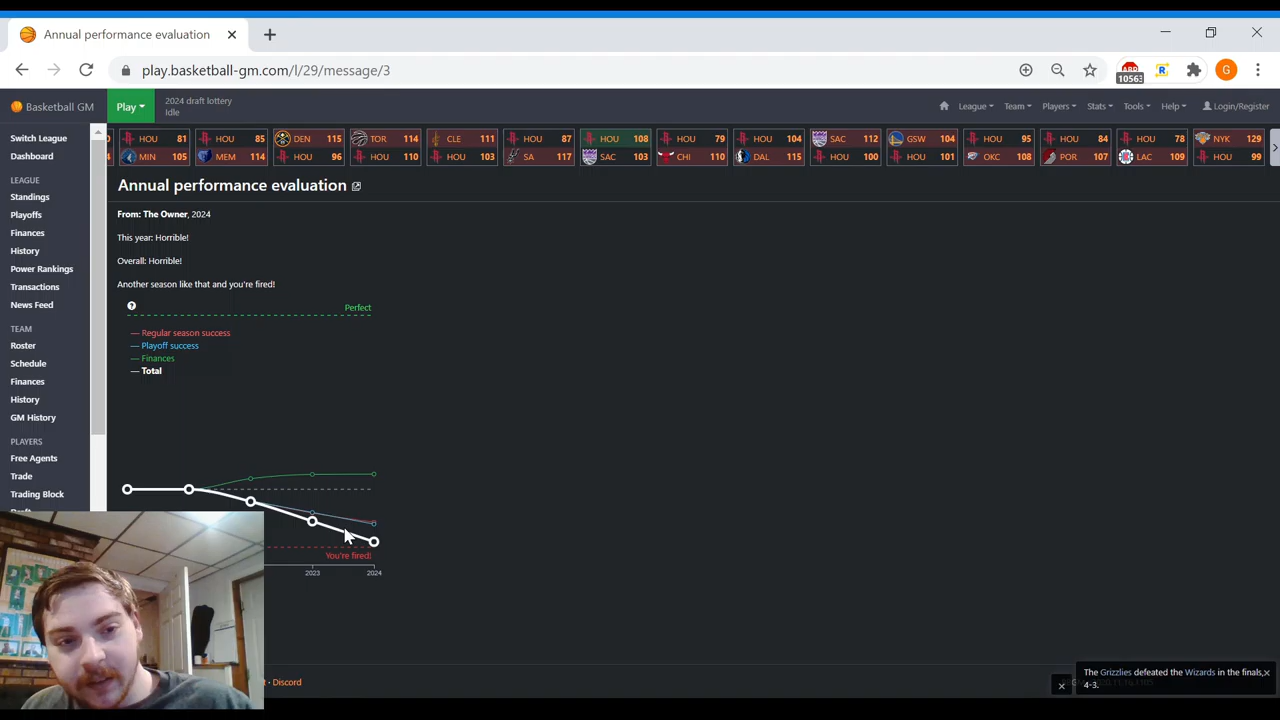 Annual performance evaluation
play.basketball-gm.com/l/29/message/3
10563
G
Basketball GM
Play
2024 draft lottery
Idle
League
Team
Players
Stats
Tools
Help
Login/Register
Switch League
Dashboard
LEAGUE
Standings
Playoffs
Finances
History
Power Rankings
Transactions
News Feed
TEAM
Roster
Schedule
Finances
History
GM History
PLAYERS
Free Agents
Trade
Trading Block
0 HOU 81 HOU 85 DEN 115 TOR 114 CLE 111 HOU 87 HOU 108 HOU 79 HOU 104 SAC 112 GSW 104 HOU 95 HOU 84 HOU 78 NYK 129
MIN 105 MEM 114 HOU 96 HOU 110 HOU 103 SA 117 SAC 103 CHI 110 DAL 115 HOU 100 HOU 101 OKC 108 POR 107 LAC 109 HOU 99
Annual performance evaluation
From: The Owner, 2024
This year: Horrible!
Overall: Horrible!
Another season like that and you're fired!
Perfect
— Regular season success
— Playoff success
— Finances
— Total
You're fired!
2023 2024
• Discord
The Grizzlies defeated the Wizards in the finals,
4-3.